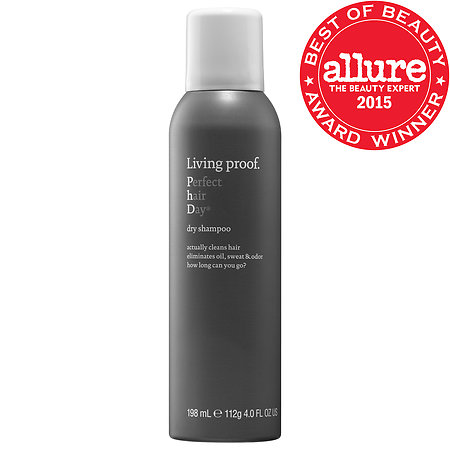 BEST OF BEAUTY
allure
THE BEAUTY EXPERT
2015
AWARD WINNER
Living proof.
Perfect
hair
Day®
dry shampoo
actually cleans hair
eliminates oil, sweat & odor
how long can you go?
198 mL ℮ 112g 4.0 FL OZ US